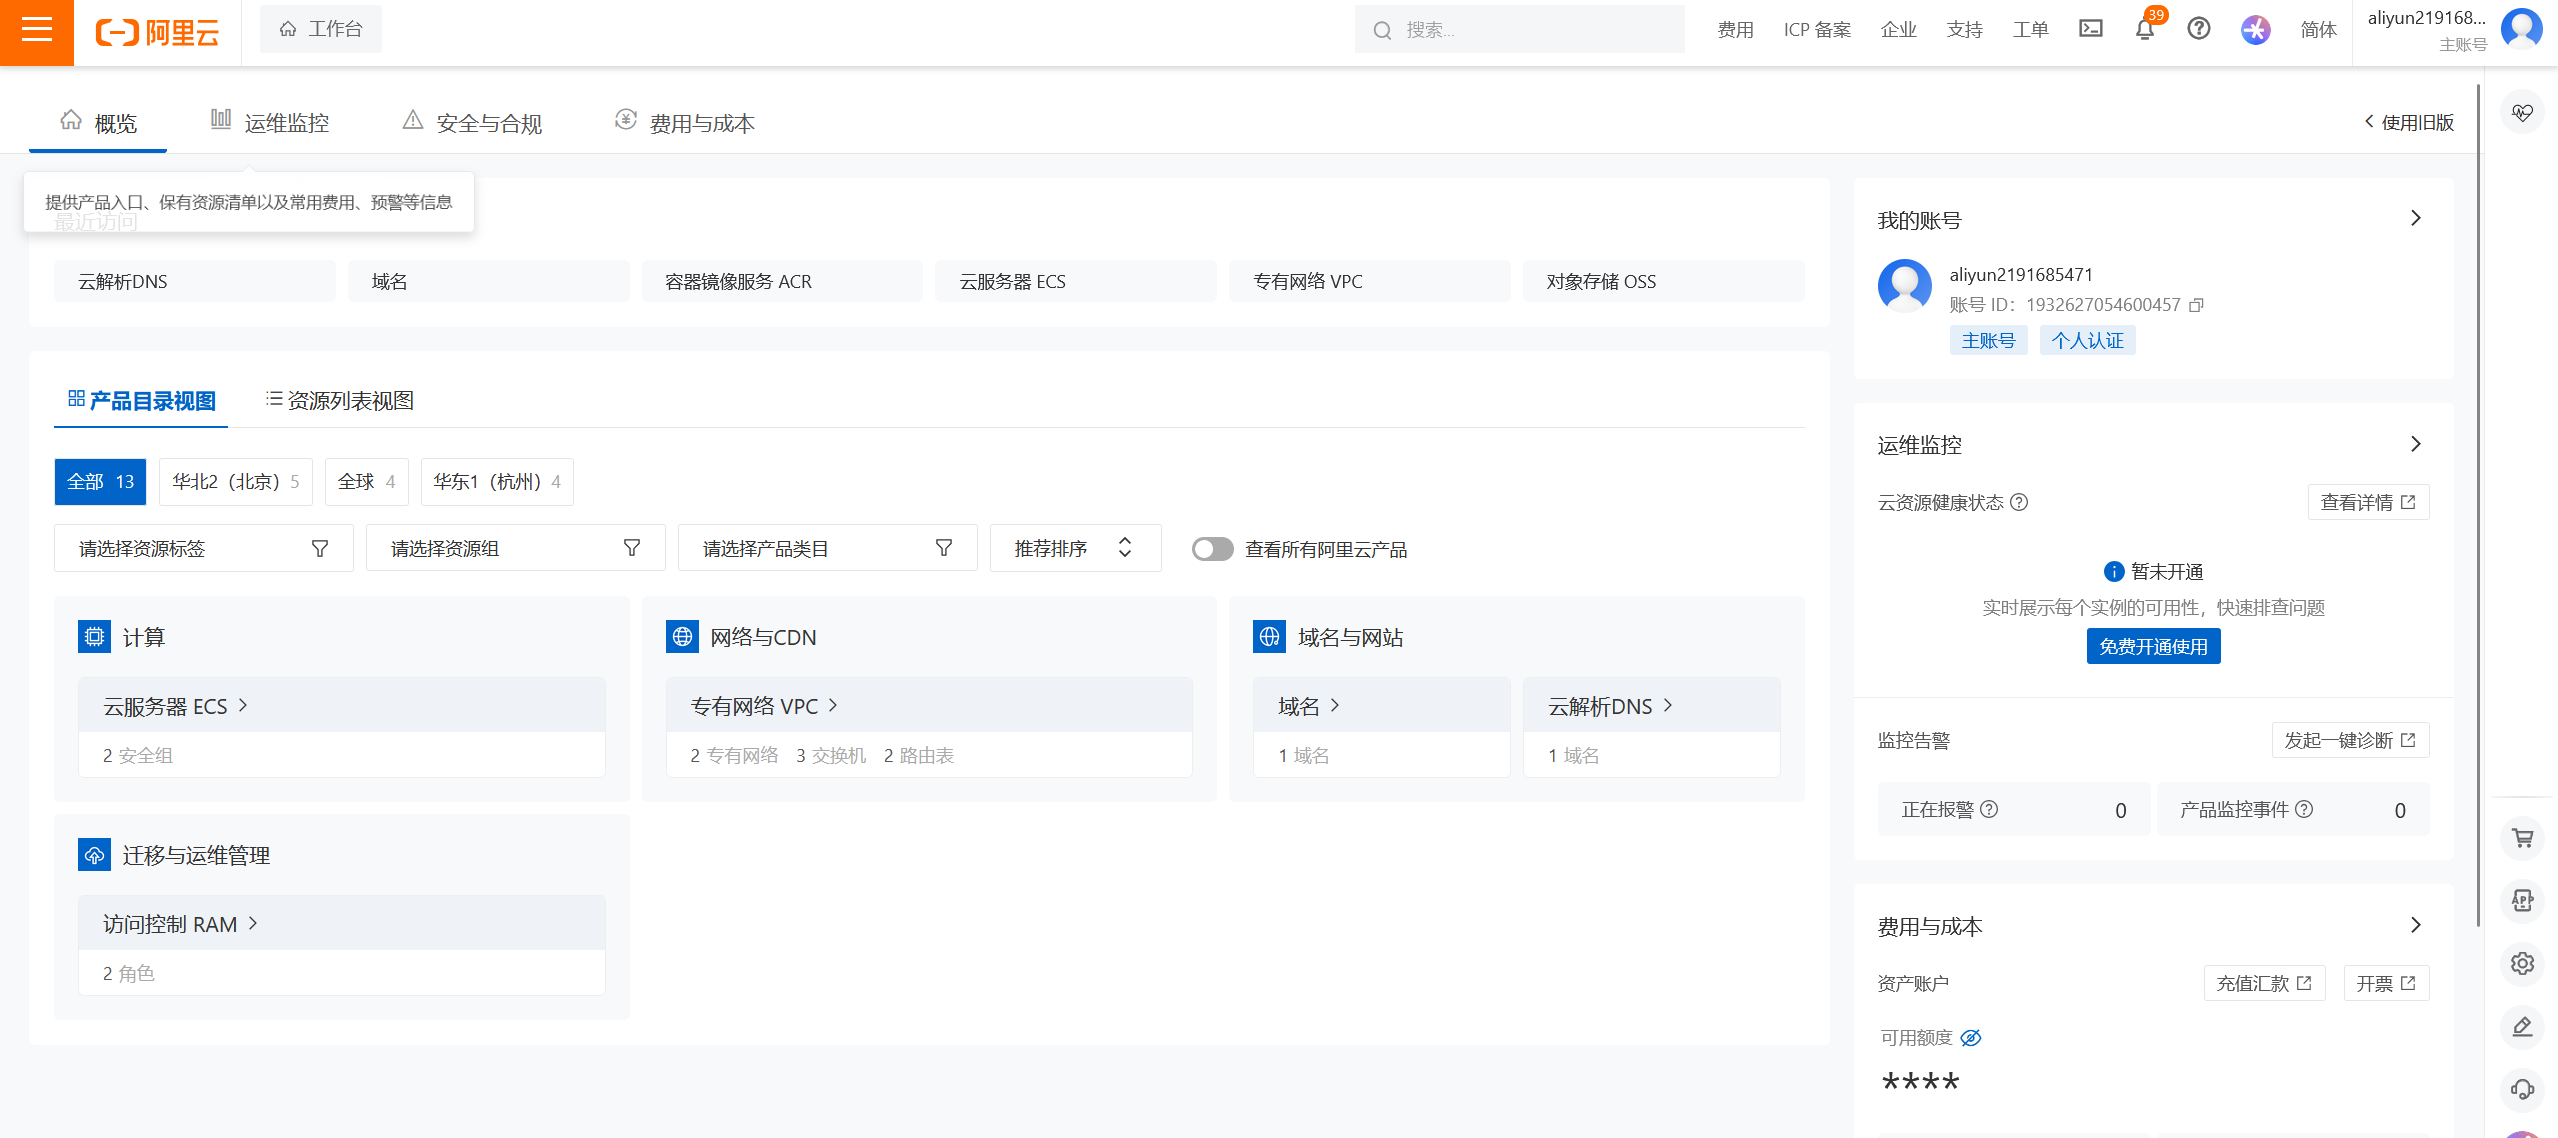 阿里云
工作台
搜索...
费用
ICP 备案
企业
支持
工单
39
简体
aliyun219168...
主账号
概览
运维监控
安全与合规
费用与成本
使用旧版
提供产品入口、保有资源清单以及常用费用、预警等信息
最近访问
云解析DNS
域名
容器镜像服务 ACR
云服务器 ECS
专有网络 VPC
对象存储 OSS
产品目录视图
资源列表视图
全部 13
华北2（北京） 5
全球 4
华东1（杭州） 4
请选择资源标签
请选择资源组
请选择产品类目
推荐排序
查看所有阿里云产品
计算
云服务器 ECS
2 安全组
网络与CDN
专有网络 VPC
2 专有网络 3 交换机 2 路由表
域名与网站
域名
1 域名
云解析DNS
1 域名
迁移与运维管理
访问控制 RAM
2 角色
我的账号
aliyun2191685471
账号 ID：1932627054600457
主账号
个人认证
运维监控
云资源健康状态
查看详情
暂未开通
实时展示每个实例的可用性，快速排查问题
免费开通使用
监控告警
发起一键诊断
正在报警 0
产品监控事件 0
费用与成本
资产账户
充值汇款
开票
可用额度
****
APP